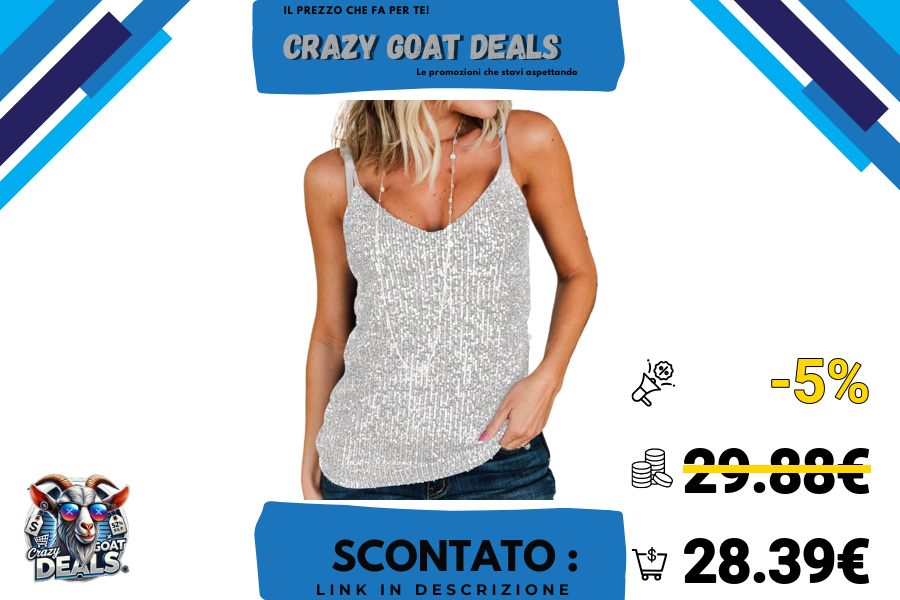 IL PREZZO CHE FA PER TE!
CRAZY GOAT DEALS
Le promozioni che stavi aspettando
-5%
29.88€
28.39€
SCONTATO :
LINK IN DESCRIZIONE
Crazy
GOAT
DEALS